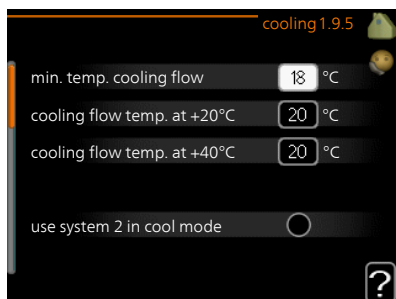 cooling 1.9.5
min. temp. cooling flow 18 °C
cooling flow temp. at +20°C 20 °C
cooling flow temp. at +40°C 20 °C
use system 2 in cool mode
?